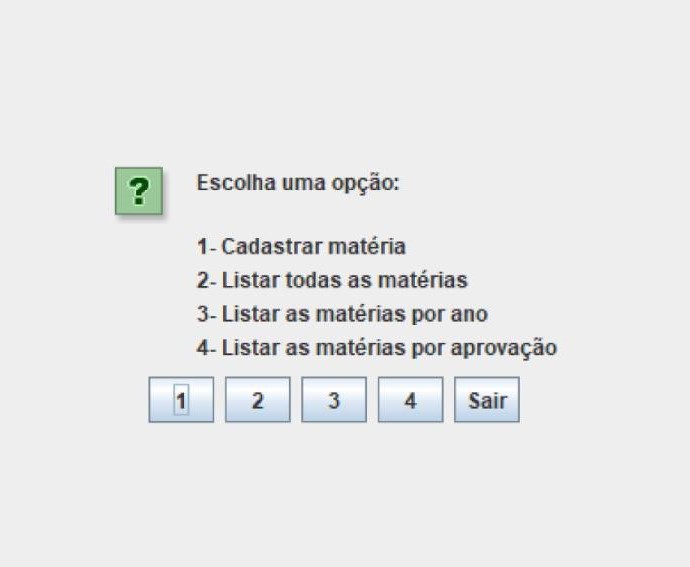 ?
Escolha uma opção:
1- Cadastrar matéria
2- Listar todas as matérias
3- Listar as matérias por ano
4- Listar as matérias por aprovação
1 2 3 4 Sair